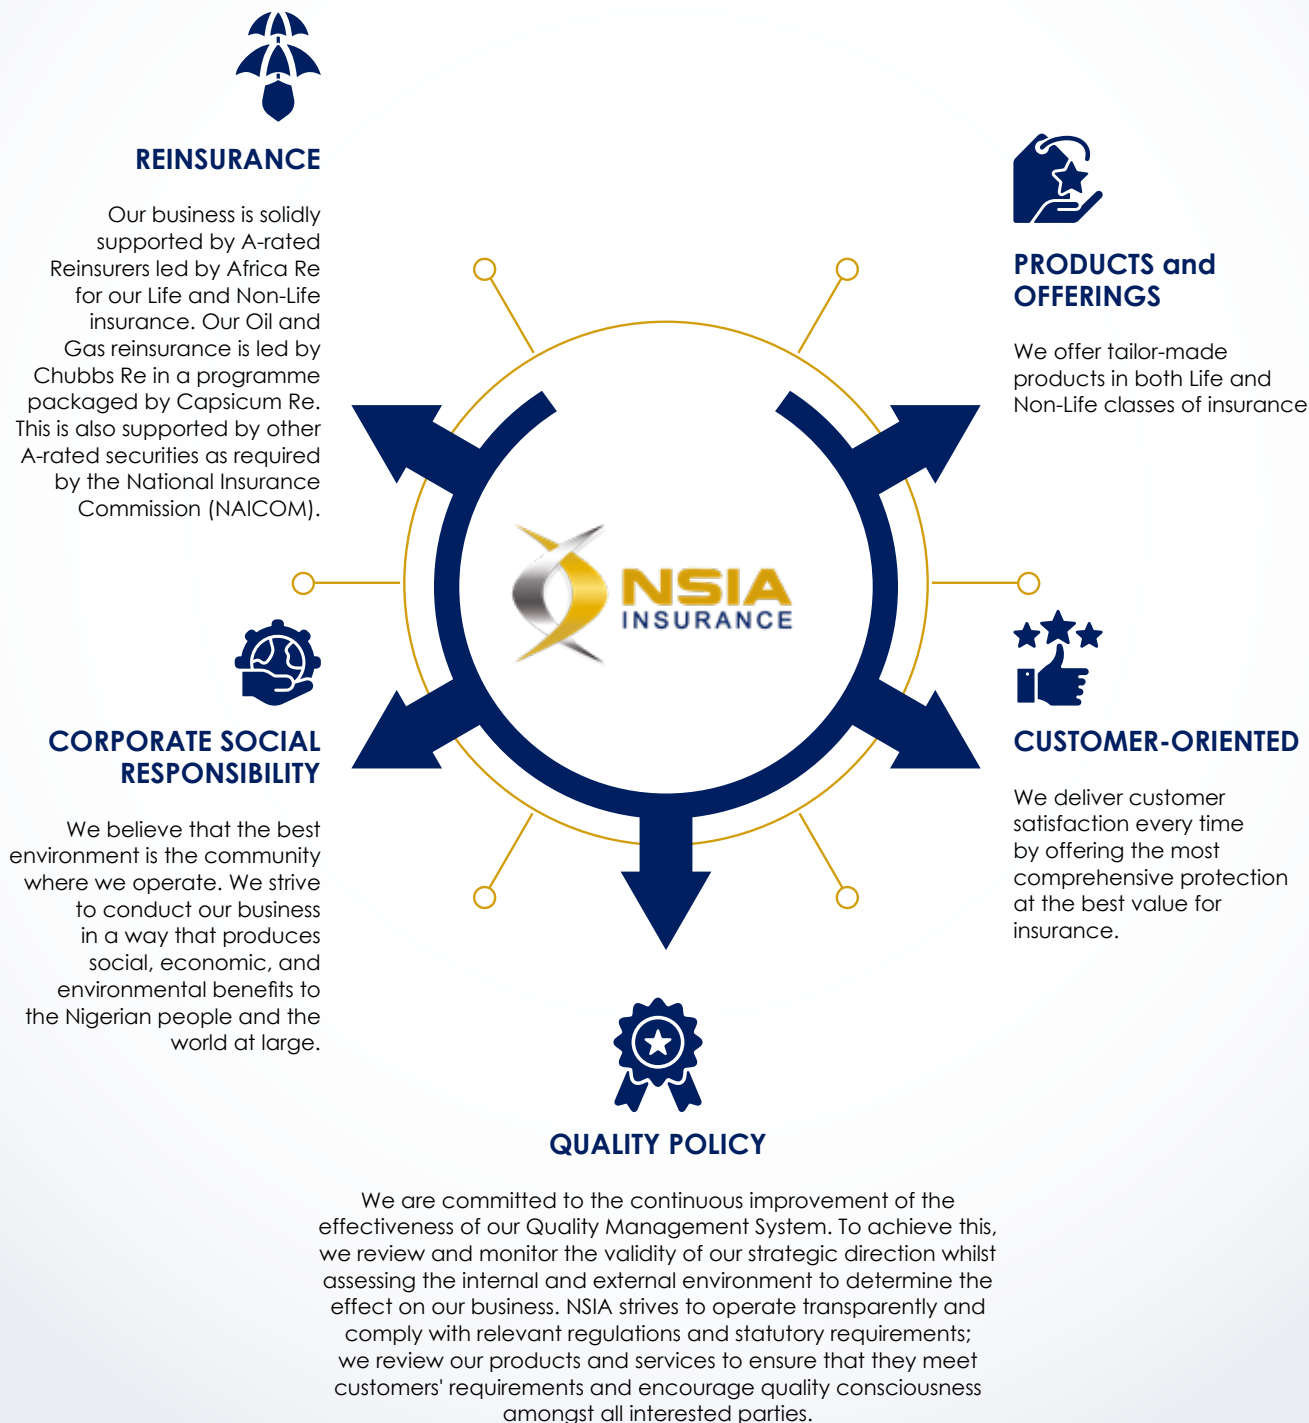 REINSURANCE
Our business is solidly
supported by A-rated
Reinsurers led by Africa Re
for our Life and Non-Life
insurance. Our Oil and
Gas reinsurance is led by
Chubbs Re in a programme
packaged by Capsicum Re.
This is also supported by other
A-rated securities as required
by the National Insurance
Commission (NAICOM).
PRODUCTS and
OFFERINGS
We offer tailor-made
products in both Life and
Non-Life classes of insurance
NSIA
INSURANCE
CORPORATE SOCIAL
RESPONSIBILITY
We believe that the best
environment is the community
where we operate. We strive
to conduct our business
in a way that produces
social, economic, and
environmental benefits to
the Nigerian people and the
world at large.
CUSTOMER-ORIENTED
We deliver customer
satisfaction every time
by offering the most
comprehensive protection
at the best value for
insurance.
QUALITY POLICY
We are committed to the continuous improvement of the
effectiveness of our Quality Management System. To achieve this,
we review and monitor the validity of our strategic direction whilst
assessing the internal and external environment to determine the
effect on our business. NSIA strives to operate transparently and
comply with relevant regulations and statutory requirements;
we review our products and services to ensure that they meet
customers' requirements and encourage quality consciousness
amongst all interested parties.